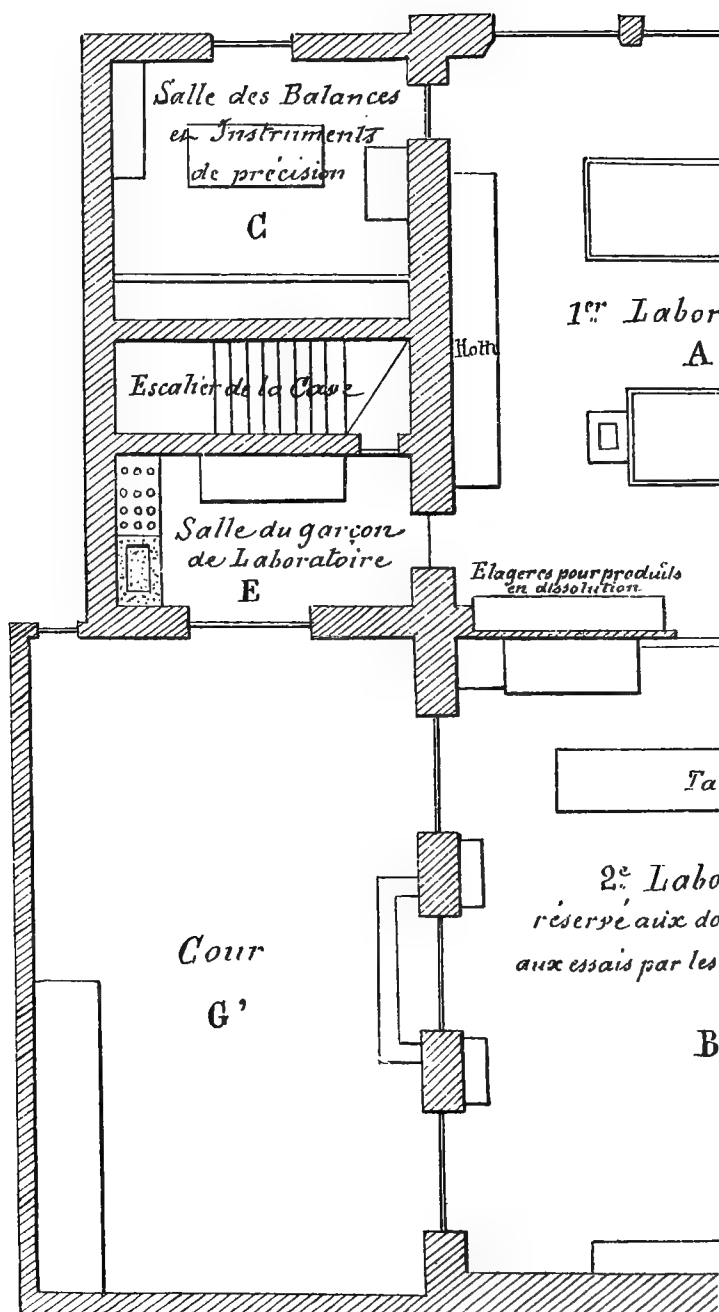 Salle des Balances
et Instruments
de précision
C
1er Labor
A
Hotte
Escalier de la Cave
Salle du garçon
de Laboratoire
E
Etageres pour produits
en dissolution
Ta
2e Labo
réservé aux do
aux essais par les
B
Cour
G'